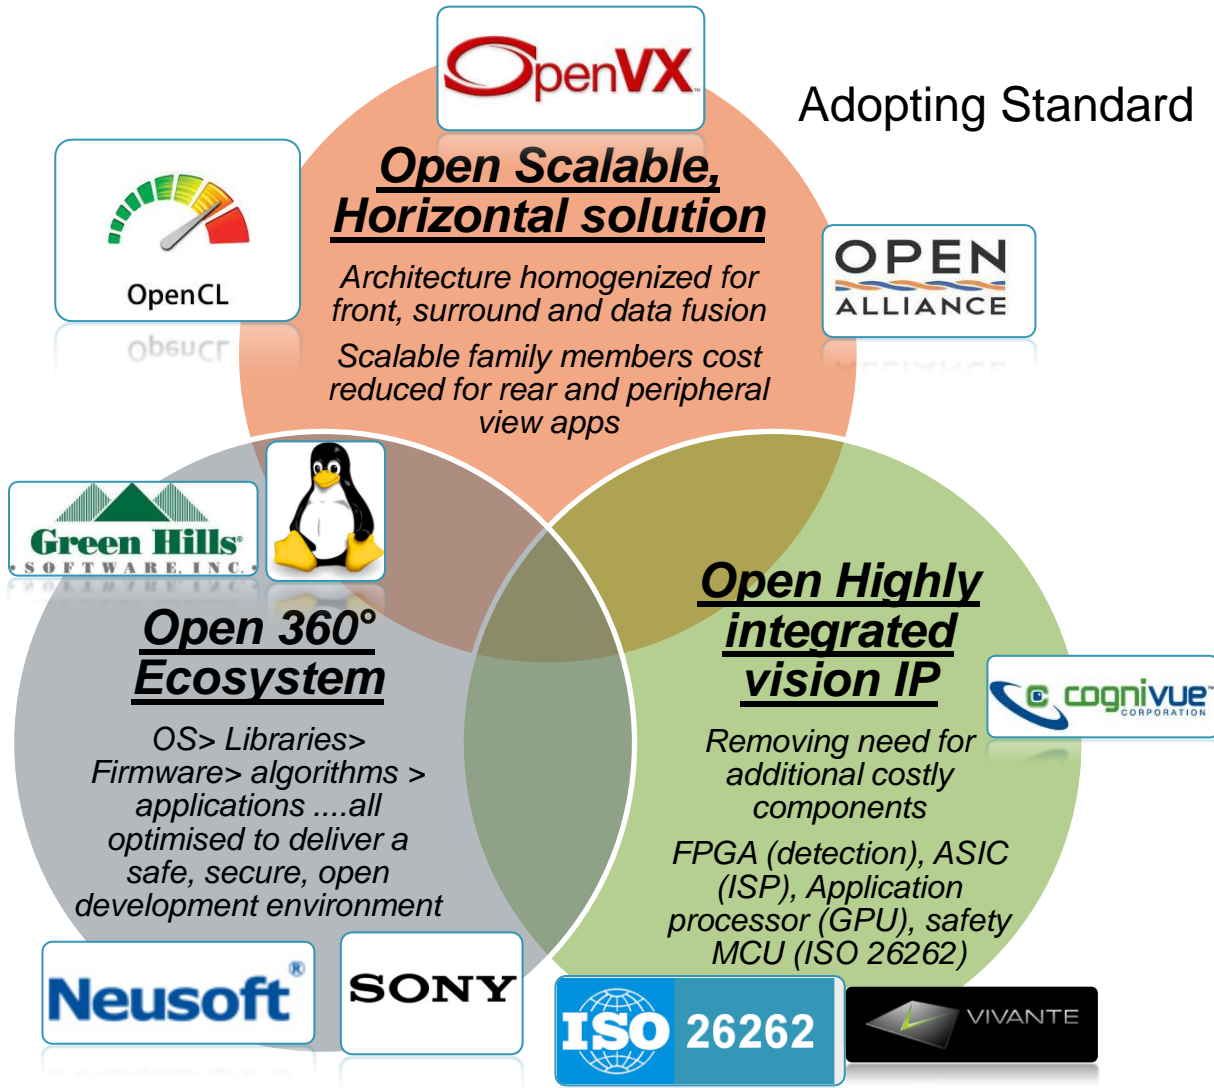 OpenVX™
Adopting Standard
OpenCL
OPEN
ALLIANCE
Open Scalable,
Horizontal solution
Architecture homogenized for
front, surround and data fusion
Scalable family members cost
reduced for rear and peripheral
view apps
Green Hills®
SOFTWARE, INC.
Open 360°
Ecosystem
OS> Libraries>
Firmware> algorithms >
applications ....all
optimised to deliver a
safe, secure, open
development environment
Neusoft®
SONY
Open Highly
integrated
vision IP
cognivue™
CORPORATION
Removing need for
additional costly
components
FPGA (detection), ASIC
(ISP), Application
processor (GPU), safety
MCU (ISO 26262)
ISO 26262
VIVANTE